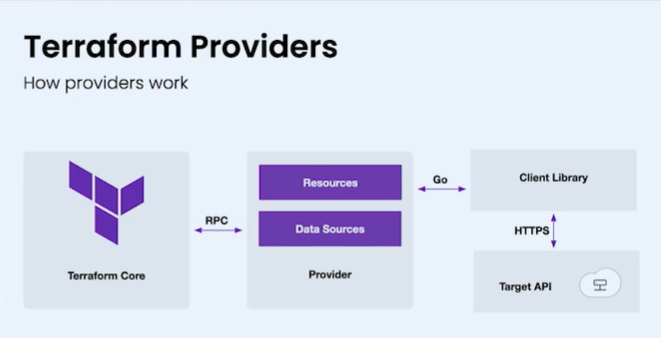 Terraform Providers
How providers work
Terraform Core
RPC
Resources
Data Sources
Provider
Go
Client Library
HTTPS
Target API